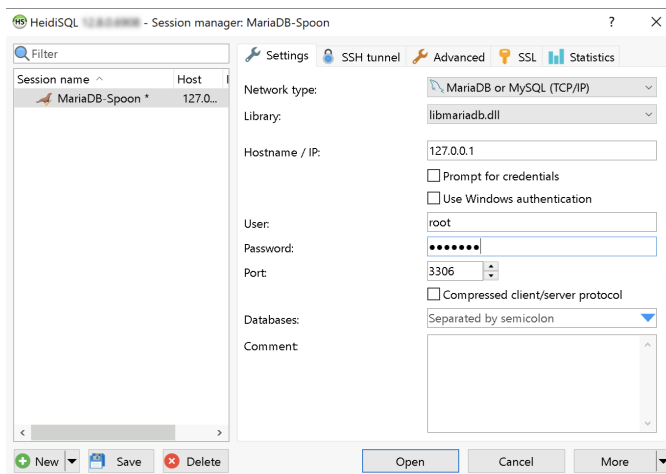 HeidiSQL - Session manager: MariaDB-Spoon
Filter
Session name Host
MariaDB-Spoon * 127.0...
Settings SSH tunnel Advanced SSL Statistics
Network type: MariaDB or MySQL (TCP/IP)
Library: libmariadb.dll
Hostname / IP: 127.0.0.1
Prompt for credentials
Use Windows authentication
User: root
Password: ●●●●●●●
Port: 3306
Compressed client/server protocol
Databases: Separated by semicolon
Comment:
New Save Delete Open Cancel More